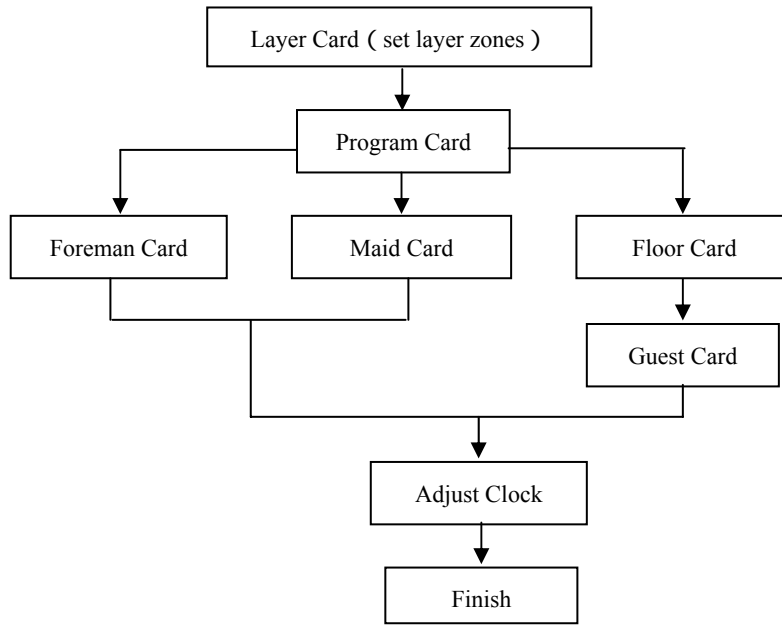 Layer Card ( set layer zones )
Program Card
Foreman Card
Maid Card
Floor Card
Guest Card
Adjust Clock
Finish